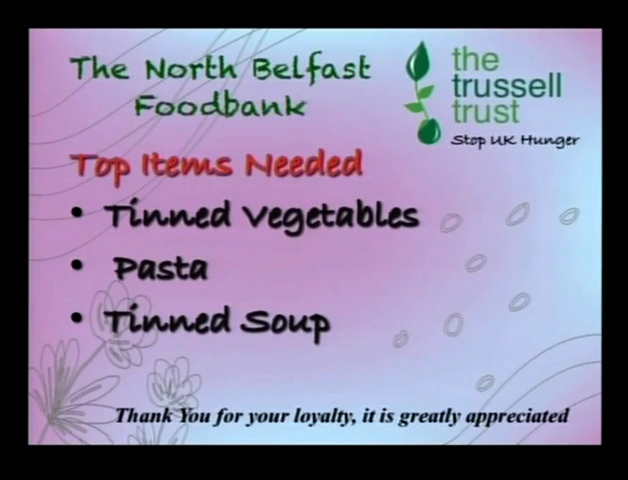 The North Belfast
Foodbank
the
trussell
trust
Stop UK Hunger
Top Items Needed
• Tinned Vegetables
• Pasta
• Tinned Soup
Thank You for your loyalty, it is greatly appreciated